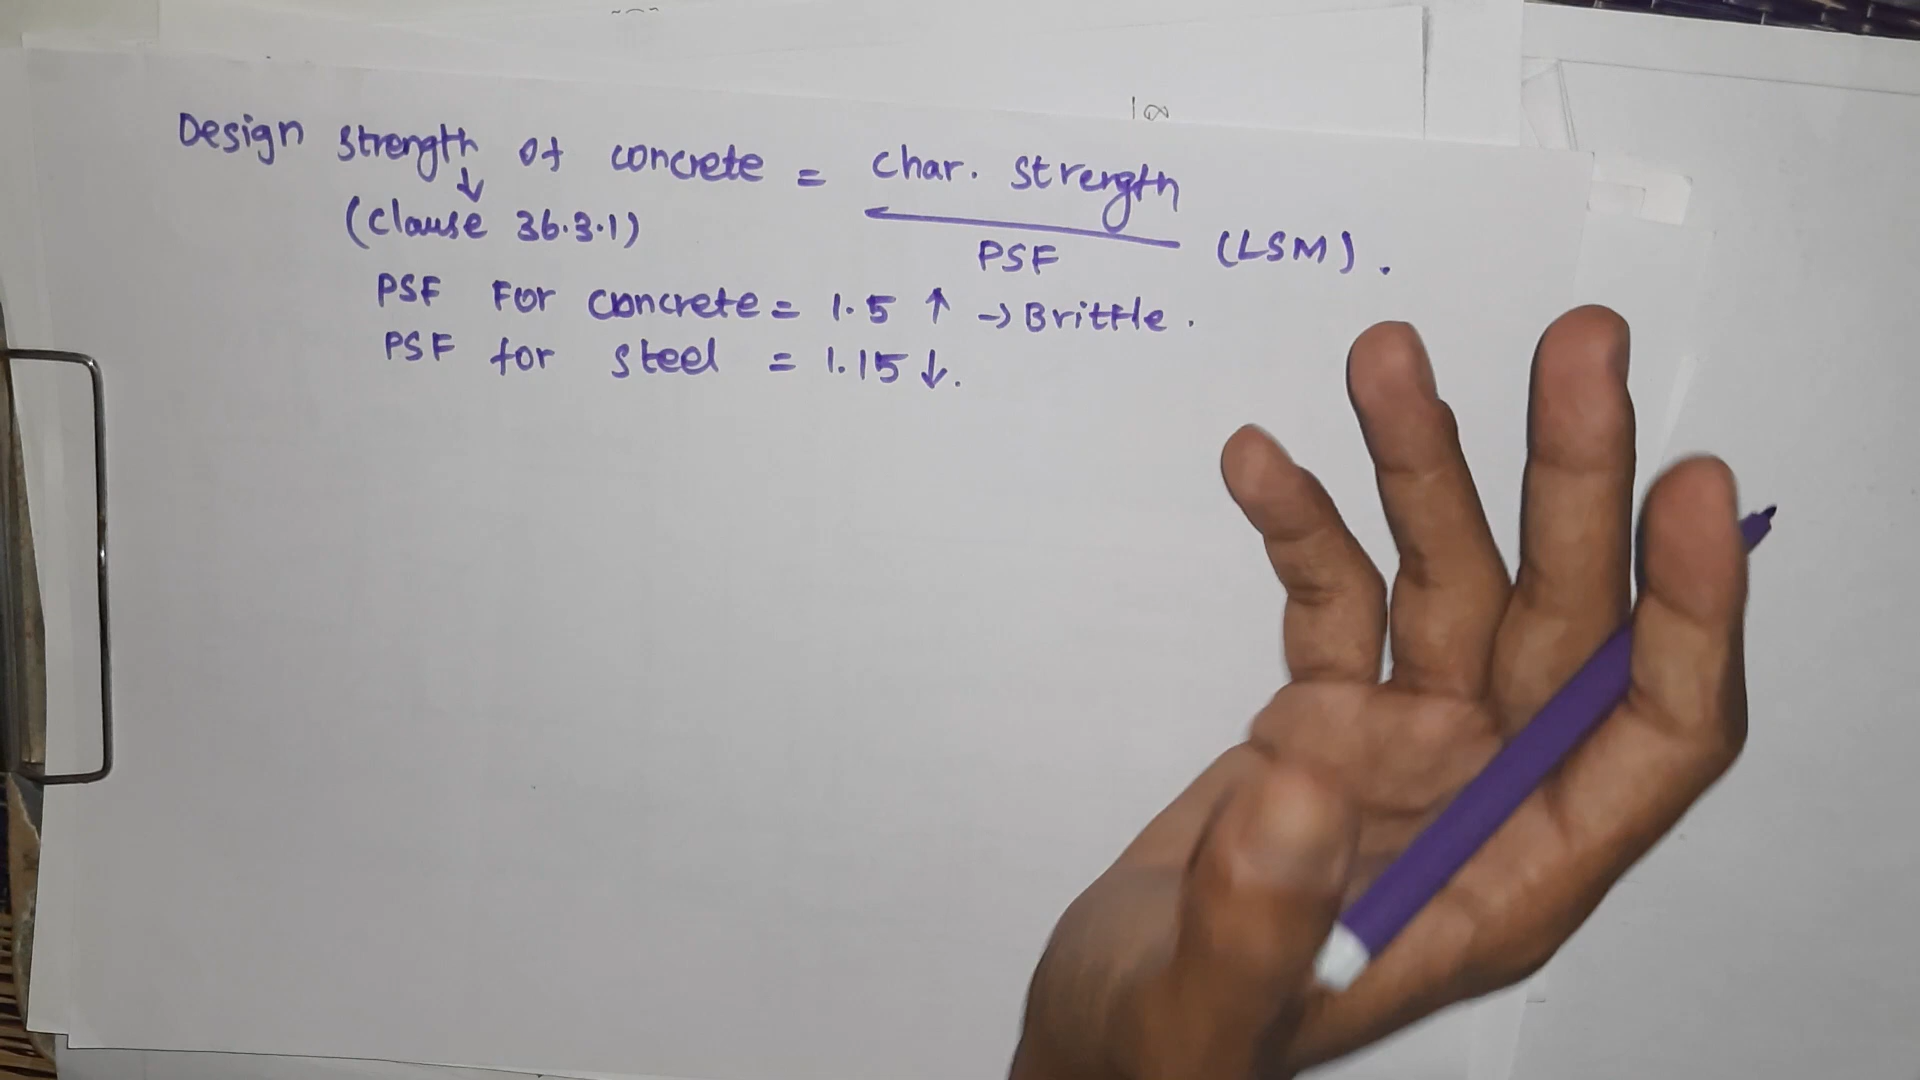 Design strength of concrete = Char. Strength
(clause 36.3.1)
PSF (LSM).
PSF For concrete = 1.5 ↑ → Brittle.
PSF for steel = 1.15 ↓.